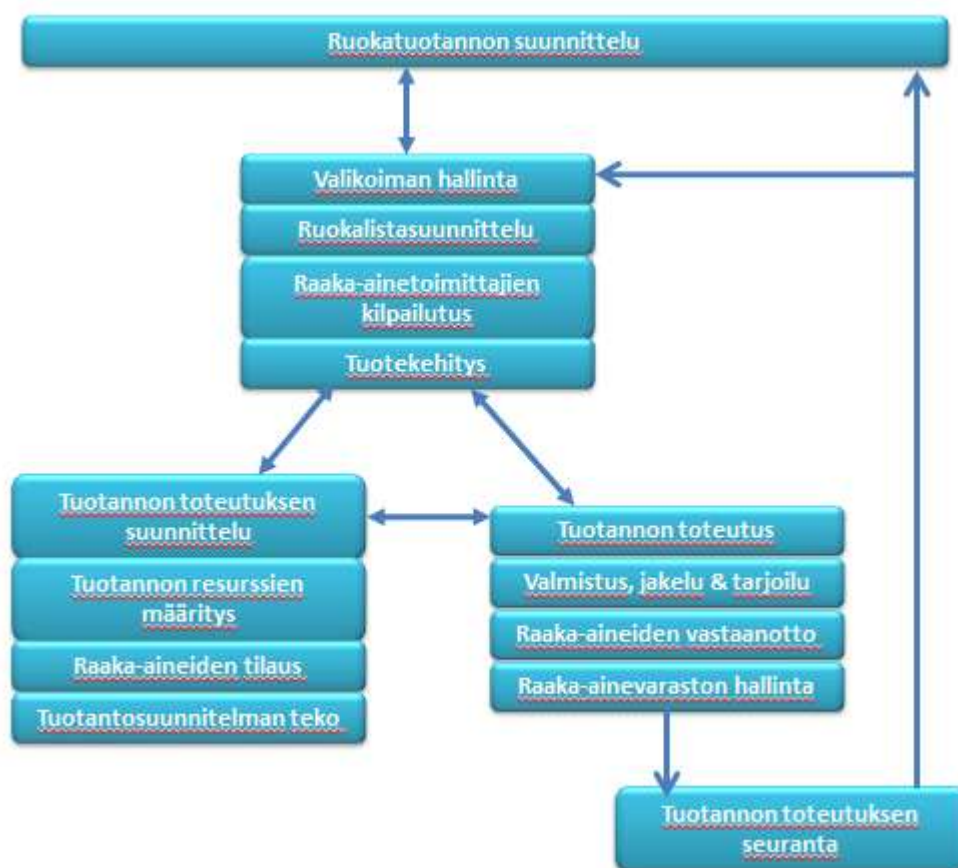 Ruokatuotannon suunnittelu
Valikoiman hallinta
Ruokalistasuunnittelu
Raaka-ainetoimittajien
kilpailutus
Tuotekehitys
Tuotannon toteutuksen
suunnittelu
Tuotannon resurssien
määritys
Raaka-aineiden tilaus
Tuotantosuunnitelman teko
Tuotannon toteutus
Valmistus, jakelu & tarjoilu
Raaka-aineiden vastaanotto
Raaka-ainevaraston hallinta
Tuotannon toteutuksen
seuranta